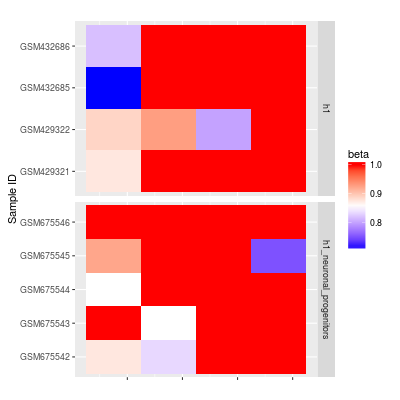 GSM432686
GSM432685
GSM429322
GSM429321
h1
GSM675546
GSM675545
GSM675544
GSM675543
GSM675542
h1_neuronal_progenitors
Sample ID
beta
1.0
0.9
0.8